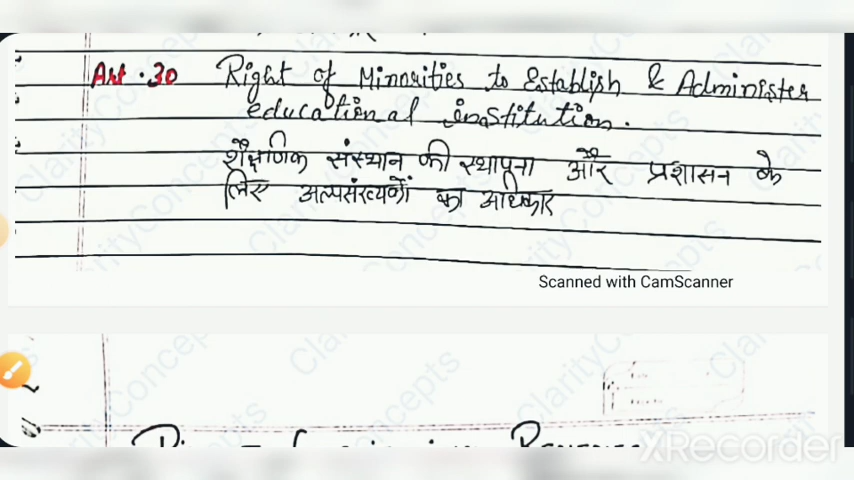 Art.30 Right of Minorities to Establish & Administer
educational institution.
शैक्षणिक संस्थान की स्थापना और प्रशासन के
लिए अल्पसंख्यकों का अधिकार
Scanned with CamScanner
ClarityConcepts
XRecorder